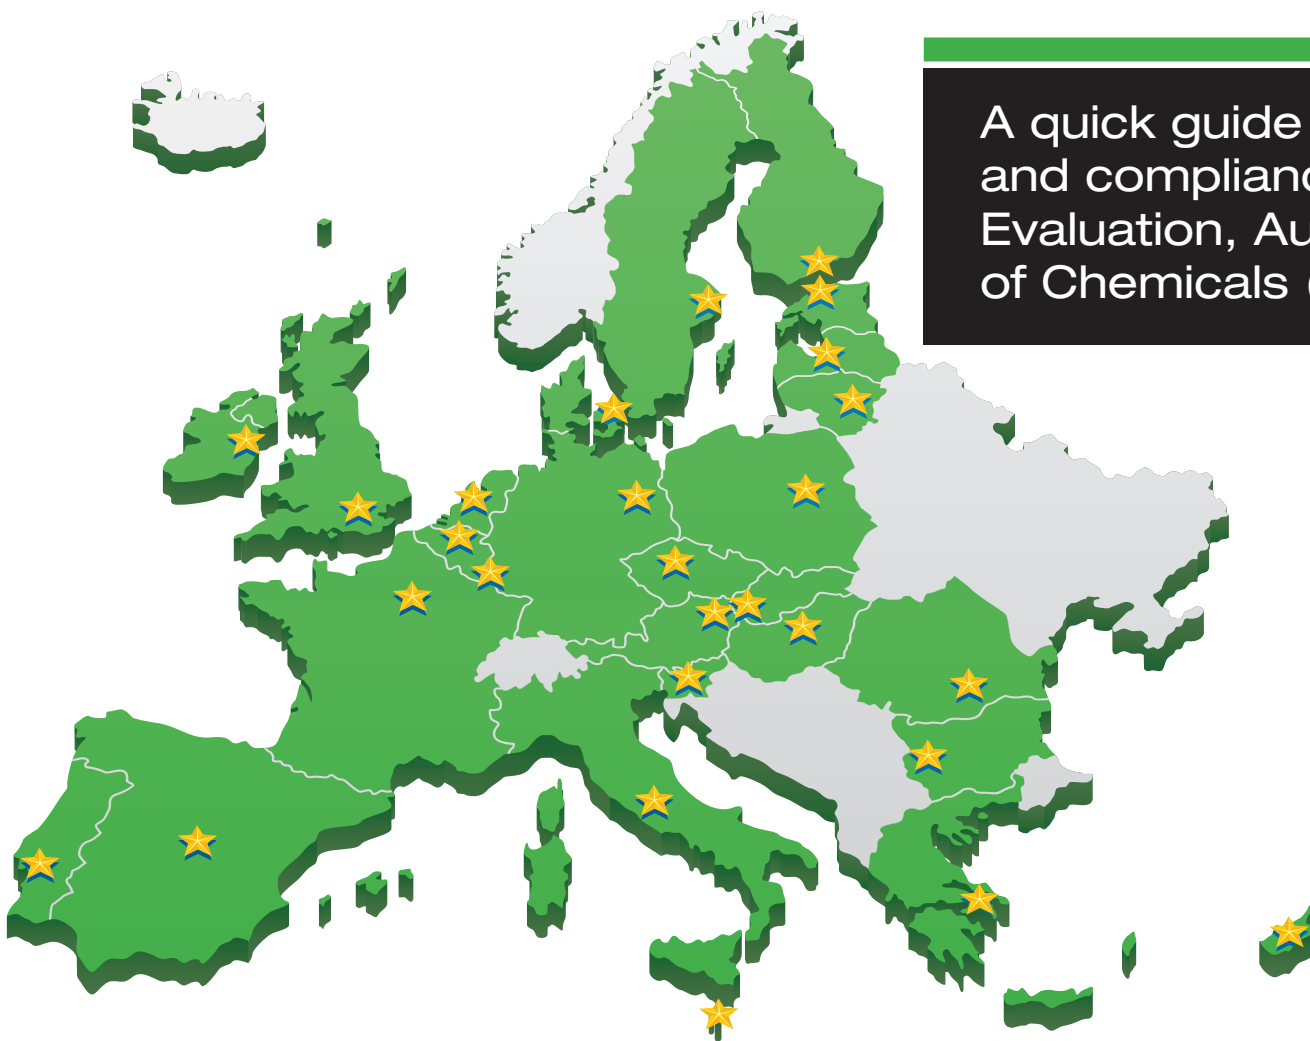 A quick guide
and complianc
Evaluation, Au
of Chemicals (